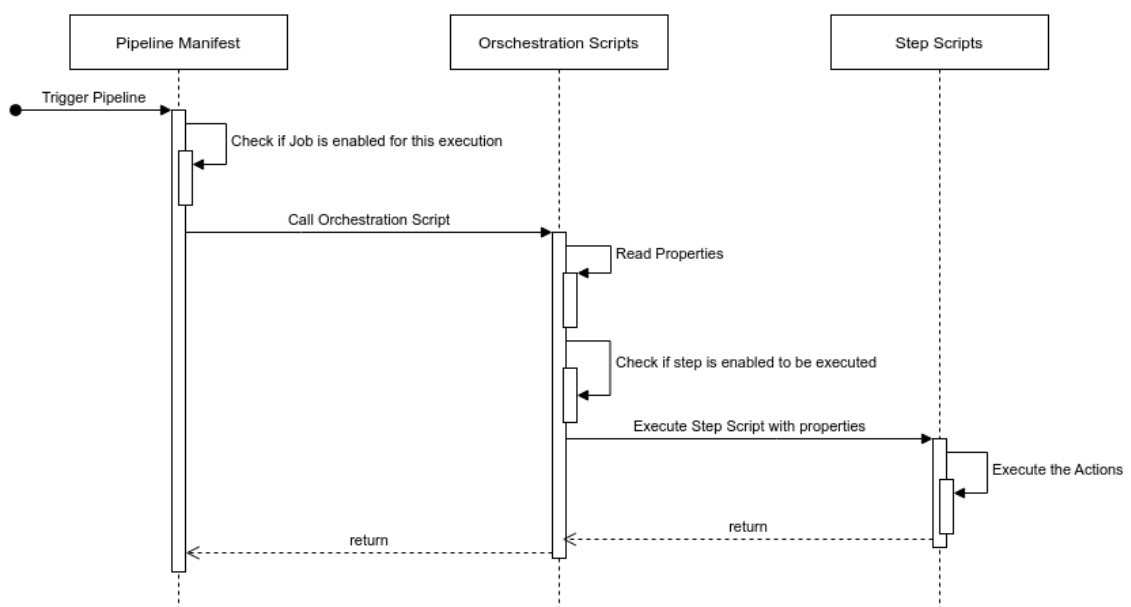 Pipeline Manifest
Orschestration Scripts
Step Scripts
Trigger Pipeline
Check if Job is enabled for this execution
Call Orchestration Script
Read Properties
Check if step is enabled to be executed
Execute Step Script with properties
Execute the Actions
return
return